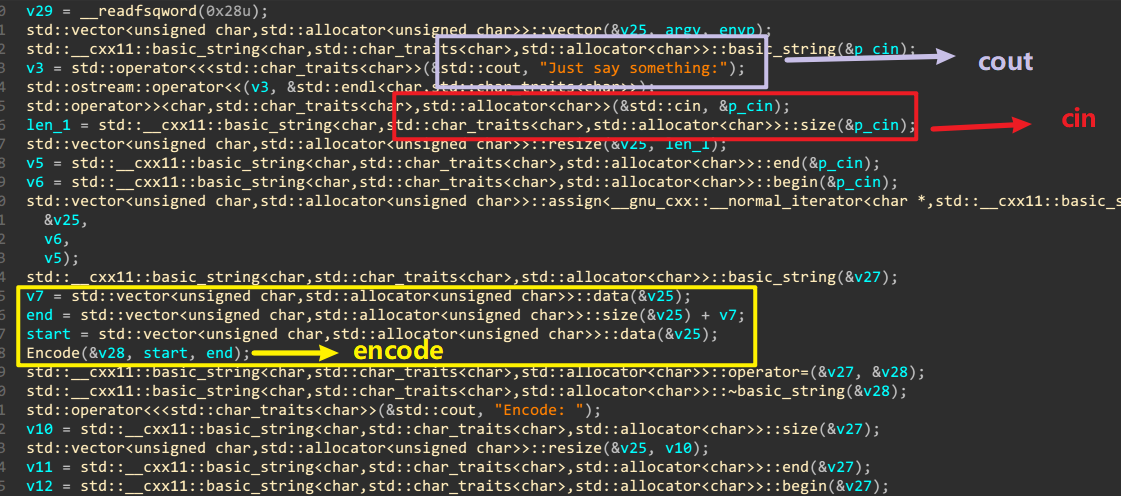 v29 = __readfsqword(0x28u);
std::vector<unsigned char,std::allocator<unsigned char>>::vector(&v25, argv, envp);
std::__cxx11::basic_string<char,std::char_traits<char>,std::allocator<char>>::basic_string(&p_cin);
v3 = std::operator<<<std::char_traits<char>>(&std::cout, "Just say something:");
cout
std::ostream::operator<<(v3, &std::endl<char,std::char_traits<char>>);
std::operator>><char,std::char_traits<char>,std::allocator<char>>(&std::cin, &p_cin);
len_1 = std::__cxx11::basic_string<char,std::char_traits<char>,std::allocator<char>>::size(&p_cin);
cin
std::vector<unsigned char,std::allocator<unsigned char>>::resize(&v25, len_1);
v5 = std::__cxx11::basic_string<char,std::char_traits<char>,std::allocator<char>>::end(&p_cin);
v6 = std::__cxx11::basic_string<char,std::char_traits<char>,std::allocator<char>>::begin(&p_cin);
std::vector<unsigned char,std::allocator<unsigned char>>::assign<__gnu_cxx::__normal_iterator<char *,std::__cxx11::basic_s
&v25,
v6,
v5);
std::__cxx11::basic_string<char,std::char_traits<char>,std::allocator<char>>::basic_string(&v27);
v7 = std::vector<unsigned char,std::allocator<unsigned char>>::data(&v25);
end = std::vector<unsigned char,std::allocator<unsigned char>>::size(&v25) + v7;
start = std::vector<unsigned char,std::allocator<unsigned char>>::data(&v25);
Encode(&v28, start, end);
encode
std::__cxx11::basic_string<char,std::char_traits<char>,std::allocator<char>>::operator=(&v27, &v28);
std::__cxx11::basic_string<char,std::char_traits<char>,std::allocator<char>>::~basic_string(&v28);
std::operator<<<std::char_traits<char>>(&std::cout, "Encode: ");
v10 = std::__cxx11::basic_string<char,std::char_traits<char>,std::allocator<char>>::size(&v27);
std::vector<unsigned char,std::allocator<unsigned char>>::resize(&v25, v10);
v11 = std::__cxx11::basic_string<char,std::char_traits<char>,std::allocator<char>>::end(&v27);
v12 = std::__cxx11::basic_string<char,std::char_traits<char>,std::allocator<char>>::begin(&v27);